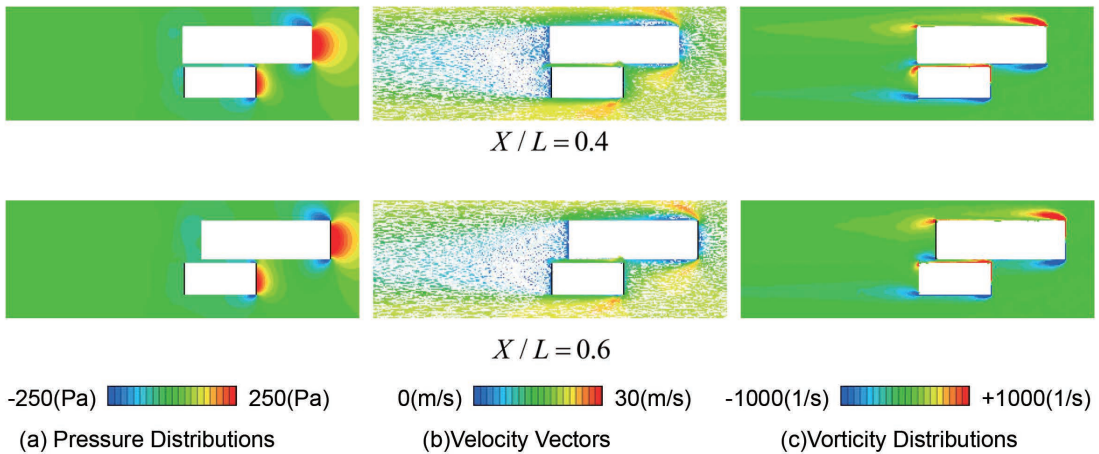 X / L = 0.4
X / L = 0.6
-250(Pa) 250(Pa) 0(m/s) 30(m/s) -1000(1/s) +1000(1/s)
(a) Pressure Distributions (b)Velocity Vectors (c)Vorticity Distributions